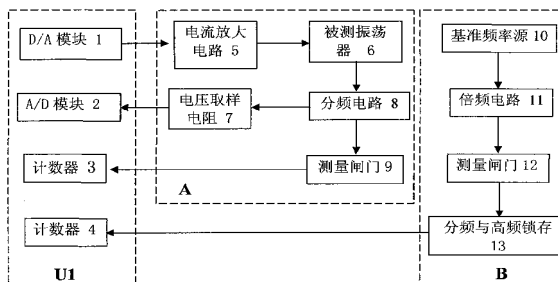 D/A 模块 1
电流放大
电路 5
被测振荡
器 6
基准频率源 10
A/D 模块 2
电压取样
电阻 7
分频电路 8
倍频电路 11
计数器 3
测量闸门 9
测量闸门 12
A
计数器 4
分频与高频锁存
13
U1
B